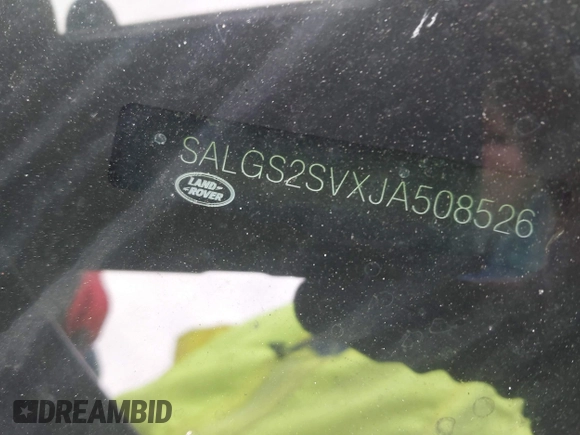 SALGS2SVXJA508526
LAND
ROVER
DREAMBID